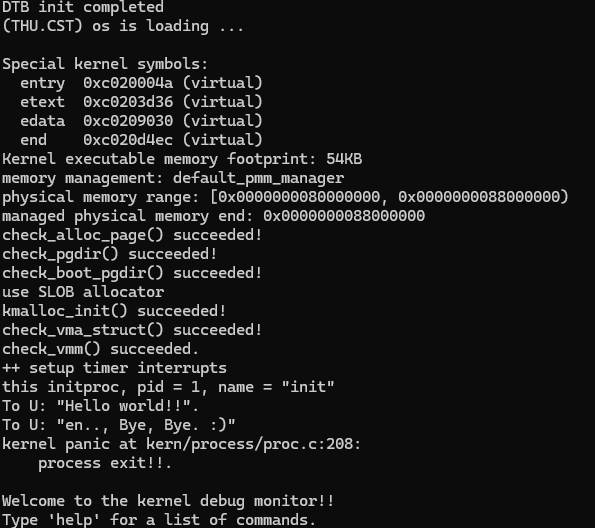 DTB init completed
(THU.CST) os is loading ...

Special kernel symbols:
  entry  0xc020004a (virtual)
  etext  0xc0203d36 (virtual)
  edata  0xc0209030 (virtual)
  end    0xc020d4ec (virtual)
Kernel executable memory footprint: 54KB
memory management: default_pmm_manager
physical memory range: [0x0000000080000000, 0x0000000088000000)
managed physical memory end: 0x0000000088000000
check_alloc_page() succeeded!
check_pgdir() succeeded!
check_boot_pgdir() succeeded!
use SLOB allocator
kmalloc_init() succeeded!
check_vma_struct() succeeded!
check_vmm() succeeded.
++ setup timer interrupts
this initproc, pid = 1, name = "init"
To U: "Hello world!!".
To U: "en.., Bye, Bye. :)"
kernel panic at kern/process/proc.c:208:
    process exit!!.

Welcome to the kernel debug monitor!!
Type 'help' for a list of commands.